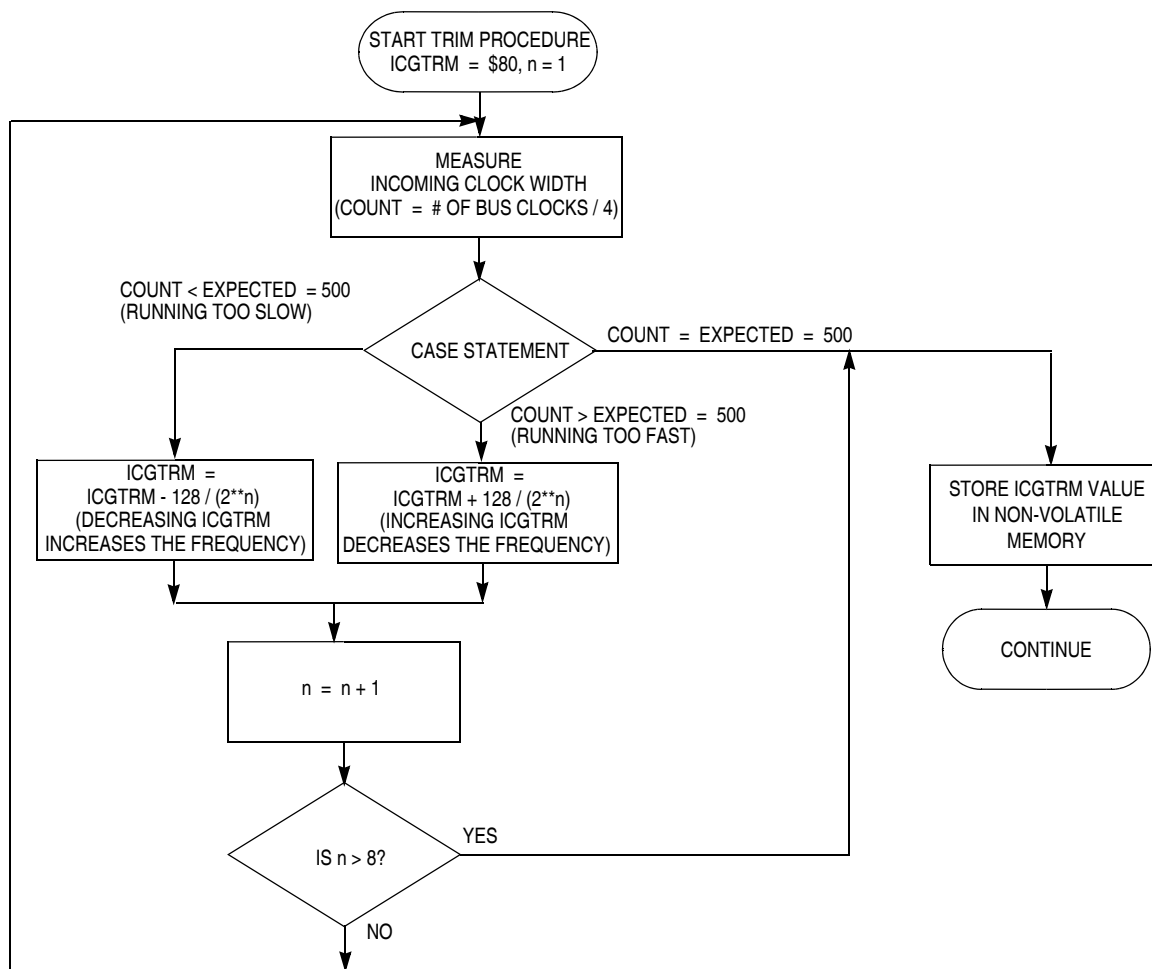 START TRIM PROCEDURE
ICGTRM = $80, n = 1
MEASURE
INCOMING CLOCK WIDTH
(COUNT = # OF BUS CLOCKS / 4)
COUNT < EXPECTED = 500
(RUNNING TOO SLOW)
CASE STATEMENT
COUNT = EXPECTED = 500
COUNT > EXPECTED = 500
(RUNNING TOO FAST)
ICGTRM =
ICGTRM - 128 / (2**n)
(DECREASING ICGTRM
INCREASES THE FREQUENCY)
ICGTRM =
ICGTRM + 128 / (2**n)
(INCREASING ICGTRM
DECREASES THE FREQUENCY)
STORE ICGTRM VALUE
IN NON-VOLATILE
MEMORY
CONTINUE
n = n + 1
IS n > 8?
YES
NO